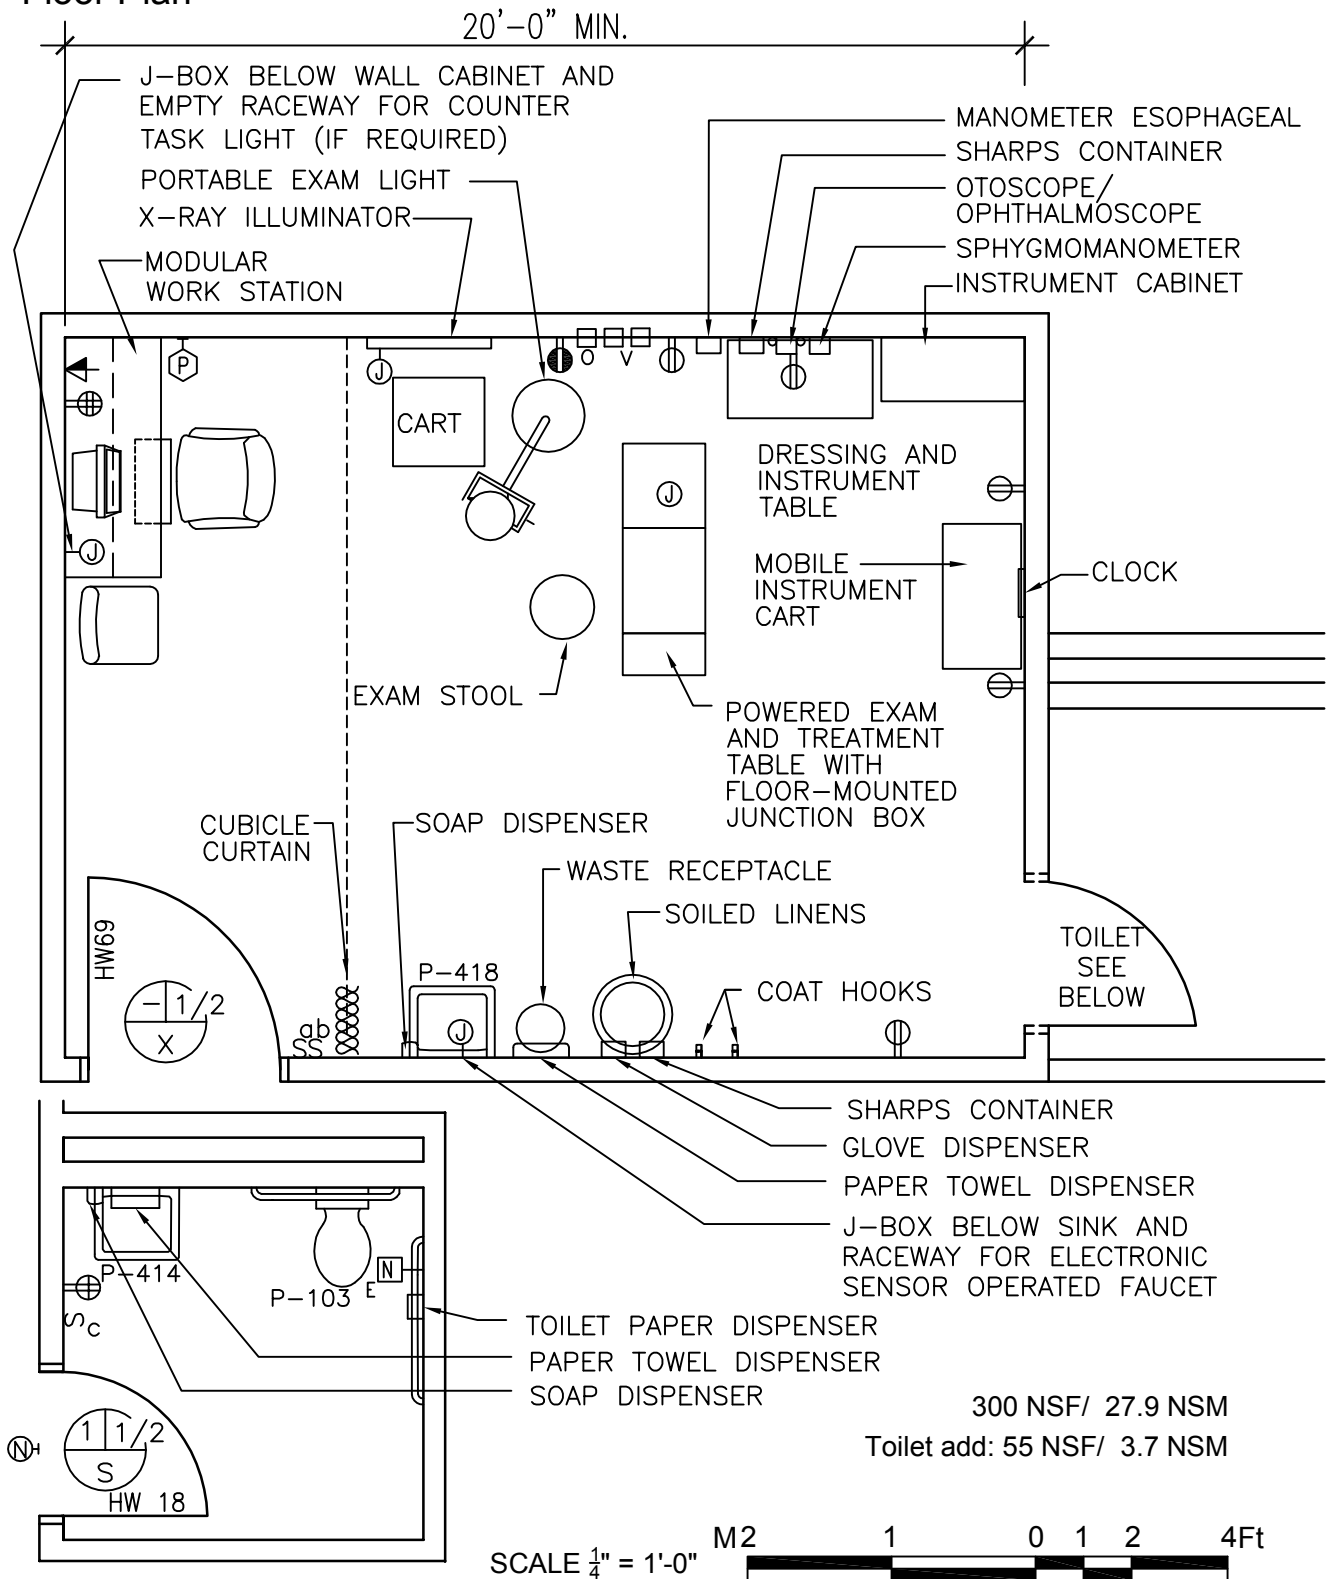 Floor Plan
20'-0" MIN.
J-BOX BELOW WALL CABINET AND
EMPTY RACEWAY FOR COUNTER
TASK LIGHT (IF REQUIRED)
PORTABLE EXAM LIGHT
X-RAY ILLUMINATOR
MODULAR
WORK STATION
MANOMETER ESOPHAGEAL
SHARPS CONTAINER
OTOSCOPE/
OPHTHALMOSCOPE
SPHYGMOMANOMETER
INSTRUMENT CABINET
P
J
O
V
CART
J
DRESSING AND
INSTRUMENT
TABLE
J
MOBILE
INSTRUMENT
CART
CLOCK
EXAM STOOL
POWERED EXAM
AND TREATMENT
TABLE WITH
FLOOR-MOUNTED
JUNCTION BOX
CUBICLE
CURTAIN
SOAP DISPENSER
WASTE RECEPTACLE
SOILED LINENS
HW69
P-418
COAT HOOKS
TOILET
SEE
BELOW
- 1/2
X
ab
SS
J
SHARPS CONTAINER
GLOVE DISPENSER
PAPER TOWEL DISPENSER
J-BOX BELOW SINK AND
RACEWAY FOR ELECTRONIC
SENSOR OPERATED FAUCET
P-414
P-103
E
N
Sc
TOILET PAPER DISPENSER
PAPER TOWEL DISPENSER
SOAP DISPENSER
N
1 1/2
S
HW 18
300 NSF/ 27.9 NSM
Toilet add: 55 NSF/ 3.7 NSM
SCALE 1/4" = 1'-0"
M2 1 0 1 2 4Ft